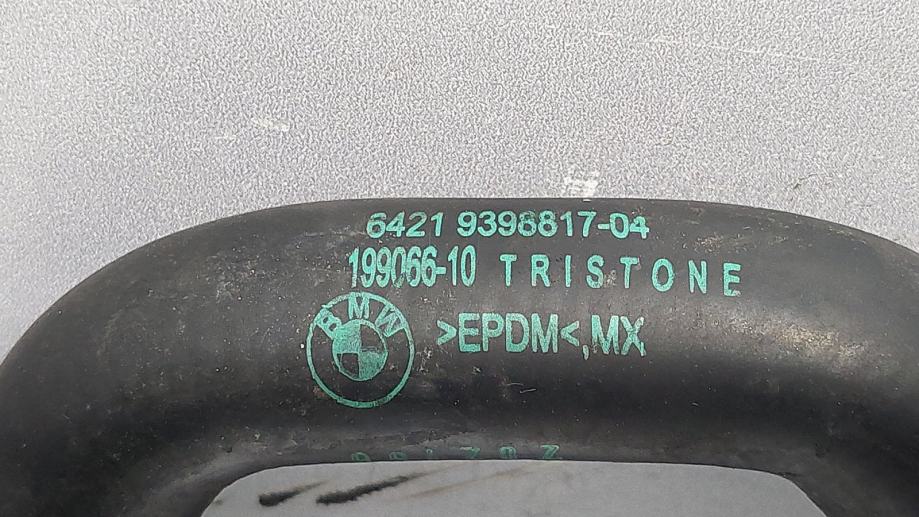 6421 9398817-04
199066-10 TRISTONE
BMW
>EPDM<,MX